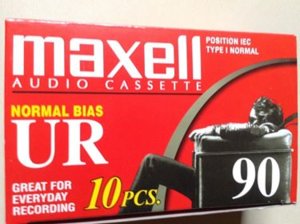 maxell
POSITION IEC
TYPE I NORMAL
AUDIO CASSETTE
NORMAL BIAS
UR
90
GREAT FOR
EVERYDAY
RECORDING
10 PCS.